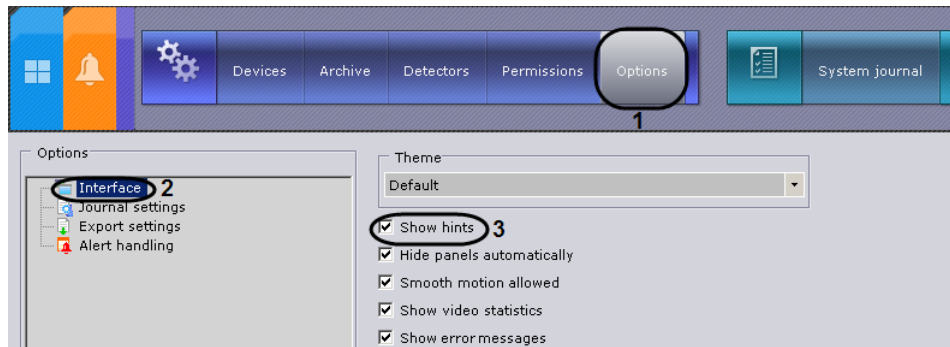 Devices Archive Detectors Permissions Options System journal
1
Options
Interface 2
Journal settings
Export settings
Alert handling
Theme
Default
Show hints 3
Hide panels automatically
Smooth motion allowed
Show video statistics
Show error messages